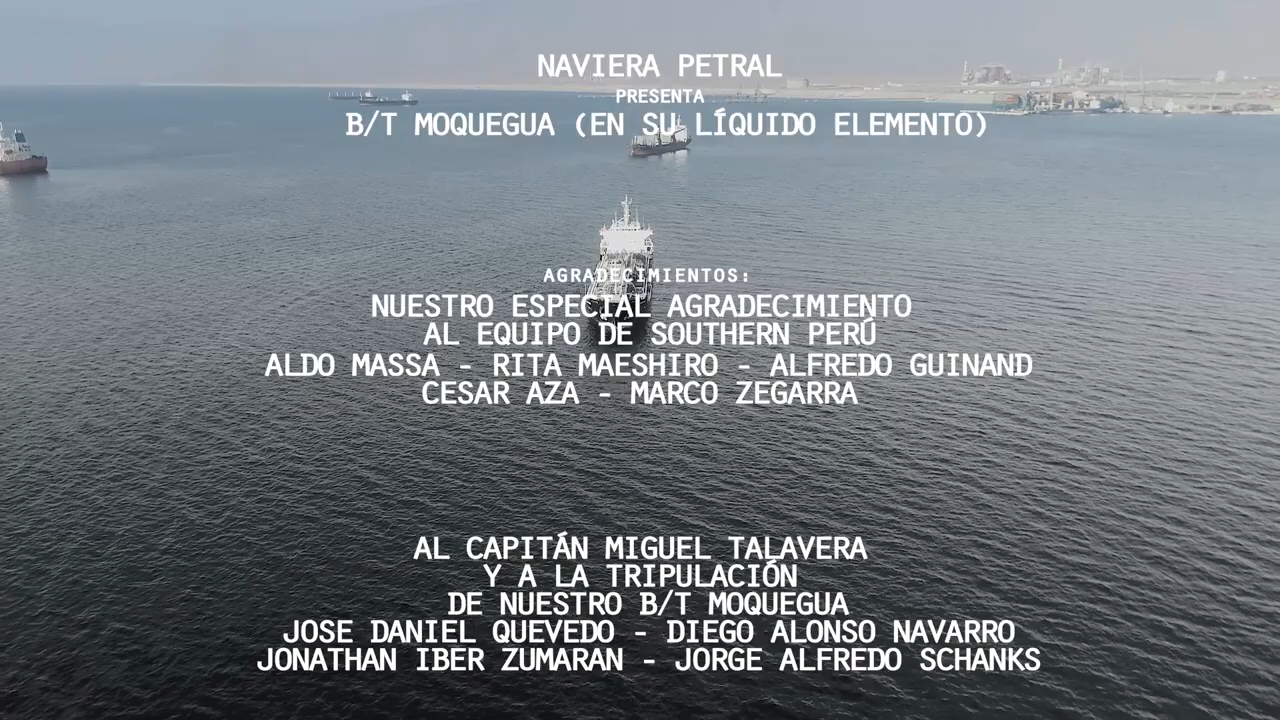 NAVIERA PETRAL
PRESENTA
B/T MOQUEGUA (EN SU LÍQUIDO ELEMENTO)
AGRADECIMIENTOS:
NUESTRO ESPECIAL AGRADECIMIENTO
AL EQUIPO DE SOUTHERN PERÚ
ALDO MASSA - RITA MAESHIRO - ALFREDO GUINAND
CESAR AZA - MARCO ZEGARRA
AL CAPITÁN MIGUEL TALAVERA
Y A LA TRIPULACIÓN
DE NUESTRO B/T MOQUEGUA
JOSE DANIEL QUEVEDO - DIEGO ALONSO NAVARRO
JONATHAN IBER ZUMARAN - JORGE ALFREDO SCHANKS